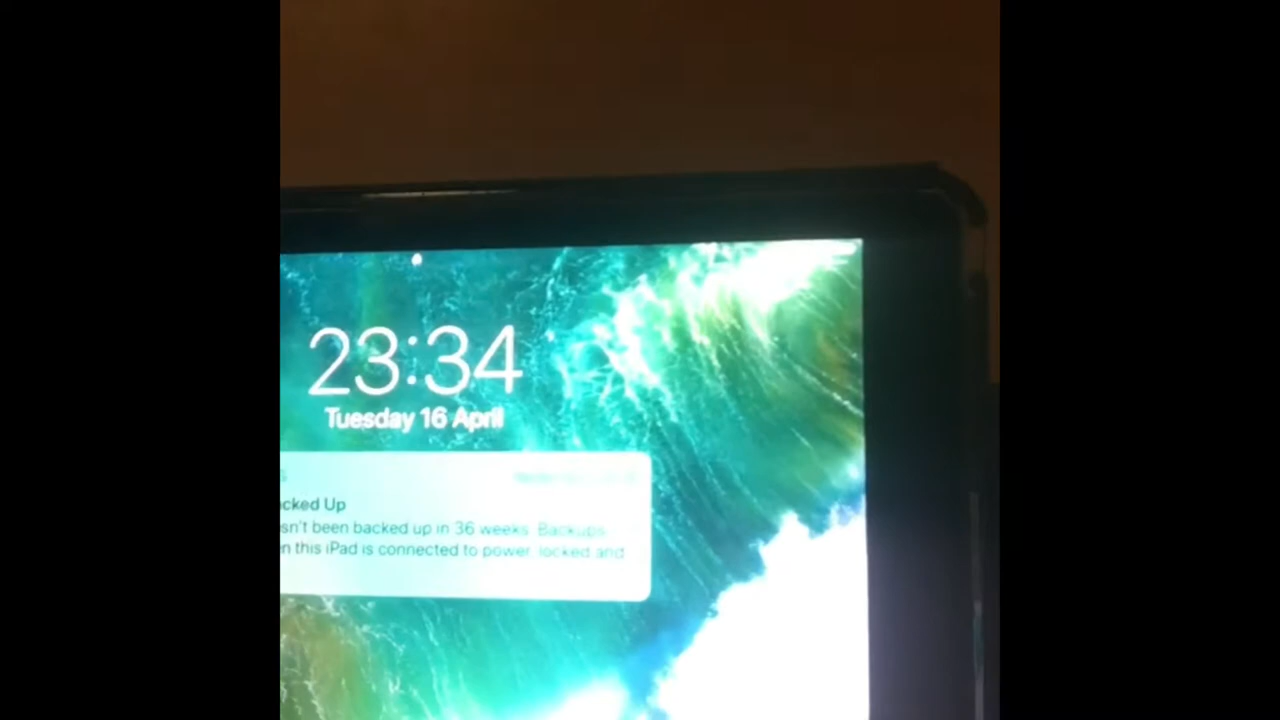 23:34
Tuesday 16 April
cked Up
sn't been backed up in 36 weeks. Backups
n this iPad is connected to power, locked and